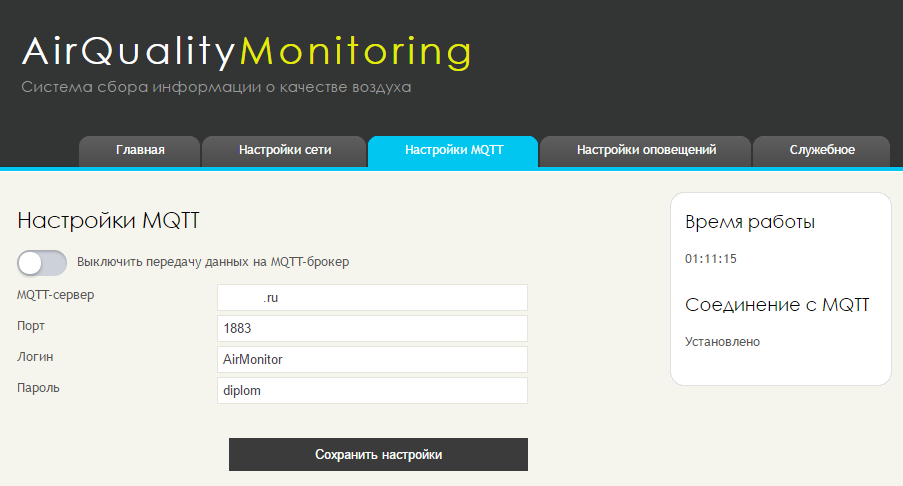 AirQualityMonitoring
Система сбора информации о качестве воздуха
Главная
Настройки сети
Настройки MQTT
Настройки оповещений
Служебное
Настройки MQTT
Выключить передачу данных на MQTT-брокер
MQTT-сервер
.ru
Порт
1883
Логин
AirMonitor
Пароль
diplom
Сохранить настройки
Время работы
01:11:15
Соединение с MQTT
Установлено